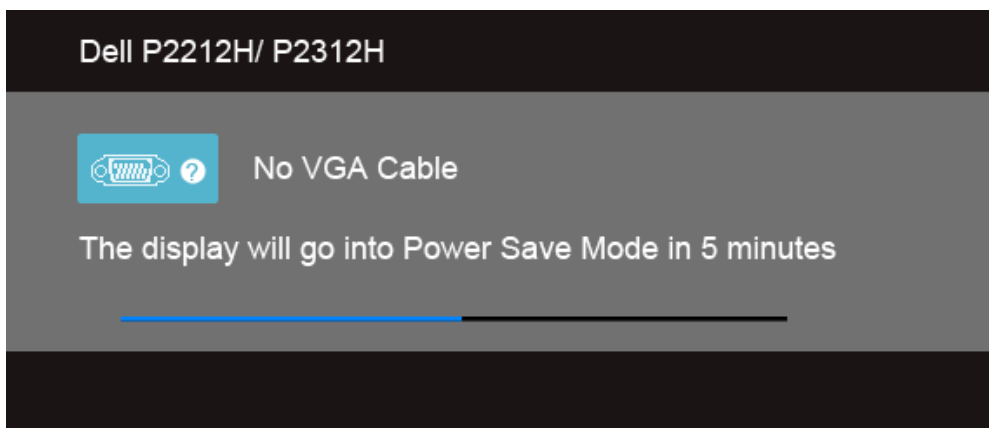 Dell P2212H/ P2312H
? No VGA Cable
The display will go into Power Save Mode in 5 minutes